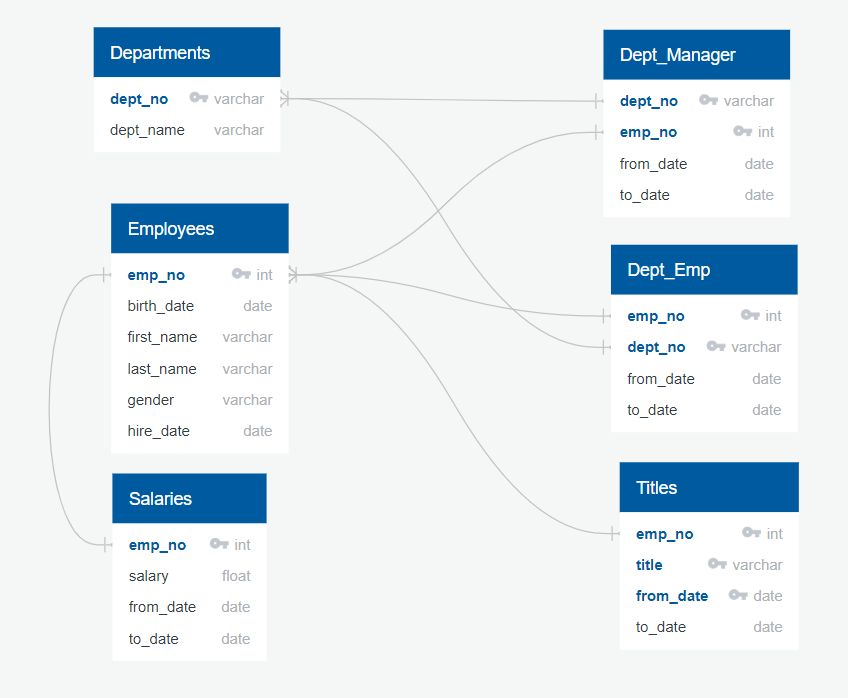 Departments
dept_no varchar
dept_name varchar
Employees
emp_no int
birth_date date
first_name varchar
last_name varchar
gender varchar
hire_date date
Salaries
emp_no int
salary float
from_date date
to_date date
Dept_Manager
dept_no varchar
emp_no int
from_date date
to_date date
Dept_Emp
emp_no int
dept_no varchar
from_date date
to_date date
Titles
emp_no int
title varchar
from_date date
to_date date